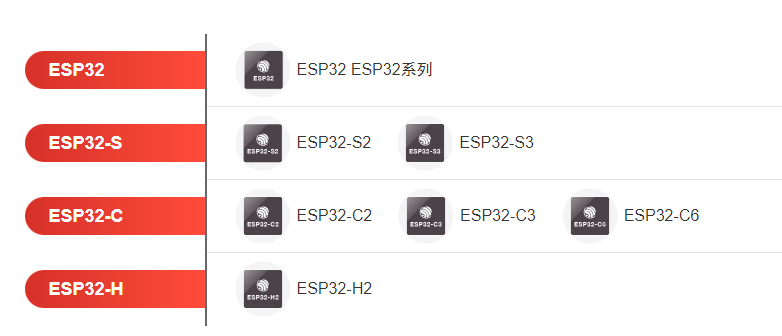 ESP32
ESP32
ESP32 ESP32系列
ESP32-S
ESP32-S2
ESP32-S2
ESP32-S3
ESP32-S3
ESP32-C
ESP32-C2
ESP32-C2
ESP32-C3
ESP32-C3
ESP32-C6
ESP32-C6
ESP32-H
ESP32-H2
ESP32-H2